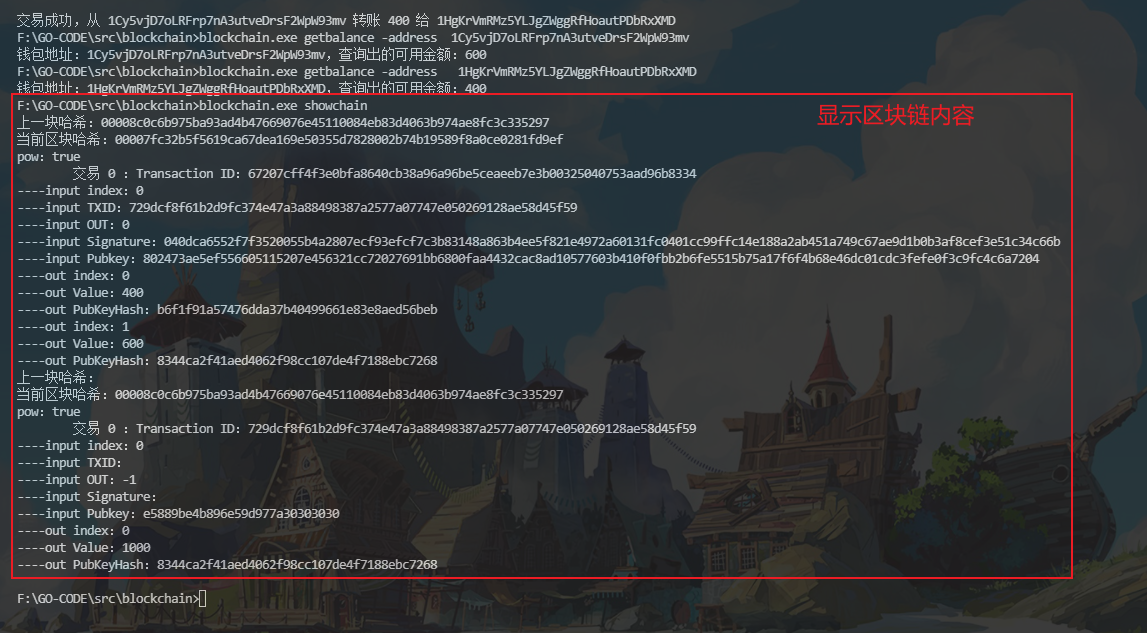 交易成功，从 1Cy5vjD7oLRFrp7nA3utveDrsF2WpW93mv 转账 400 给 1HgKrVmRMz5YLJgZWggRfHoautPDbRxXMD
F:\GO-CODE\src\blockchain>blockchain.exe getbalance -address  1Cy5vjD7oLRFrp7nA3utveDrsF2WpW93mv
钱包地址：1Cy5vjD7oLRFrp7nA3utveDrsF2WpW93mv，查询出的可用金额：600
F:\GO-CODE\src\blockchain>blockchain.exe getbalance -address   1HgKrVmRMz5YLJgZWggRfHoautPDbRxXMD
钱包地址：1HgKrVmRMz5YLJgZWggRfHoautPDbRxXMD，查询出的可用金额：400
F:\GO-CODE\src\blockchain>blockchain.exe showchain
显示区块链内容
上一块哈希：00008c0c6b975ba93ad4b47669076e45110084eb83d4063b974ae8fc3c335297
当前区块哈希：00007fc32b5f5619ca67dea169e50355d7828002b74b19589f8a0ce0281fd9ef
pow: true
交易 0 : Transaction ID: 67207cff4f3e0bfa8640cb38a96a96be5ceaeeb7e3b00325040753aad96b8334
----input index: 0
----input TXID: 729dcf8f61b2d9fc374e47a3a88498387a2577a07747e050269128ae58d45f59
----input OUT: 0
----input Signature: 040dca6552f7f3520055b4a2807ecf93efcf7c3b83148a863b4ee5f821e4972a60131fc0401cc99ffc14e188a2ab451a749c67ae9d1b0b3af8cef3e51c34c66b
----input Pubkey: 802473ae5ef556605115207e456321cc72027691bb6800faa4432cac8ad10577603b410f0fbb2b6fe5515b75a17f6f4b68e46dc01cdc3fefe0f3c9fc4c6a7204
----out index: 0
----out Value: 400
----out PubKeyHash: b6f1f91a57476dda37b40499661e83e8aed56beb
----out index: 1
----out Value: 600
----out PubKeyHash: 8344ca2f41aed4062f98cc107de4f7188ebc7268
上一块哈希：
当前区块哈希：00008c0c6b975ba93ad4b47669076e45110084eb83d4063b974ae8fc3c335297
pow: true
交易 0 : Transaction ID: 729dcf8f61b2d9fc374e47a3a88498387a2577a07747e050269128ae58d45f59
----input index: 0
----input TXID:
----input OUT: -1
----input Signature:
----input Pubkey: e5889be4b896e59d977a30303030
----out index: 0
----out Value: 1000
----out PubKeyHash: 8344ca2f41aed4062f98cc107de4f7188ebc7268
F:\GO-CODE\src\blockchain>